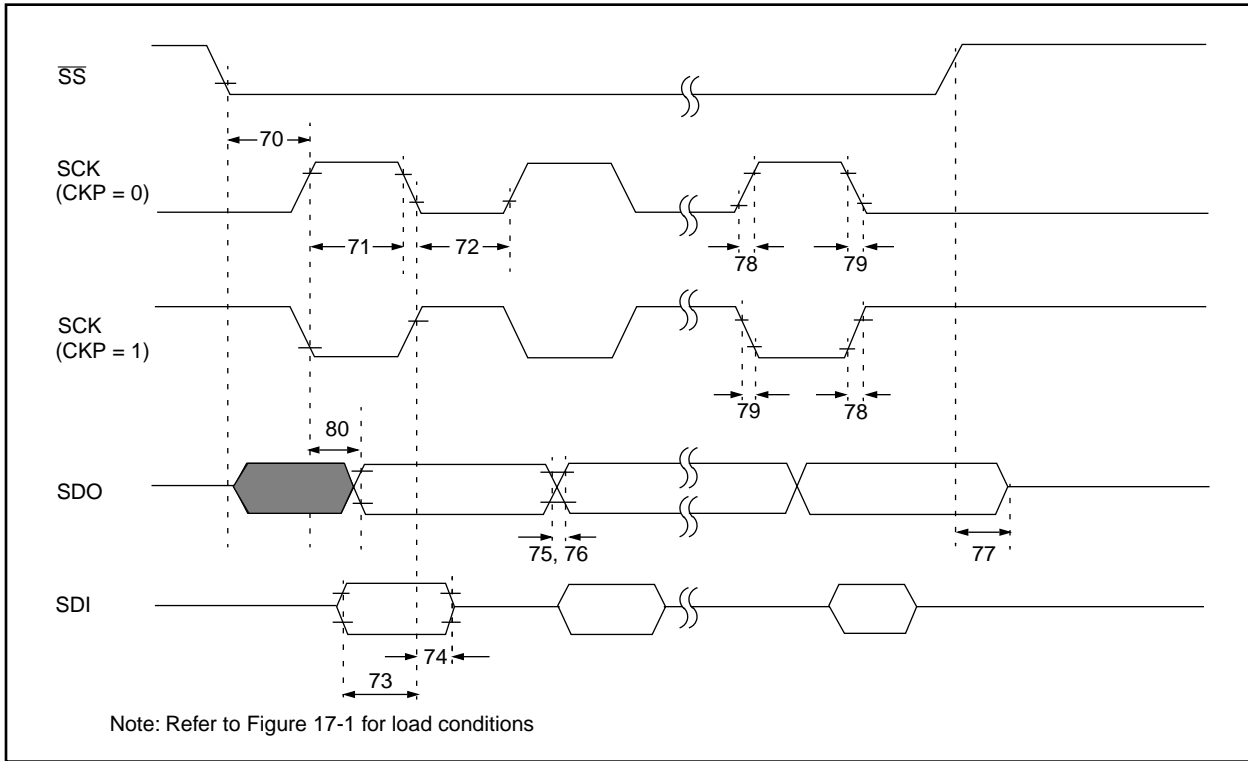 SS
70
SCK
(CKP = 0)
71
72
78
79
SCK
(CKP = 1)
79
78
80
SDO
75, 76
77
SDI
74
73
Note: Refer to Figure 17-1 for load conditions